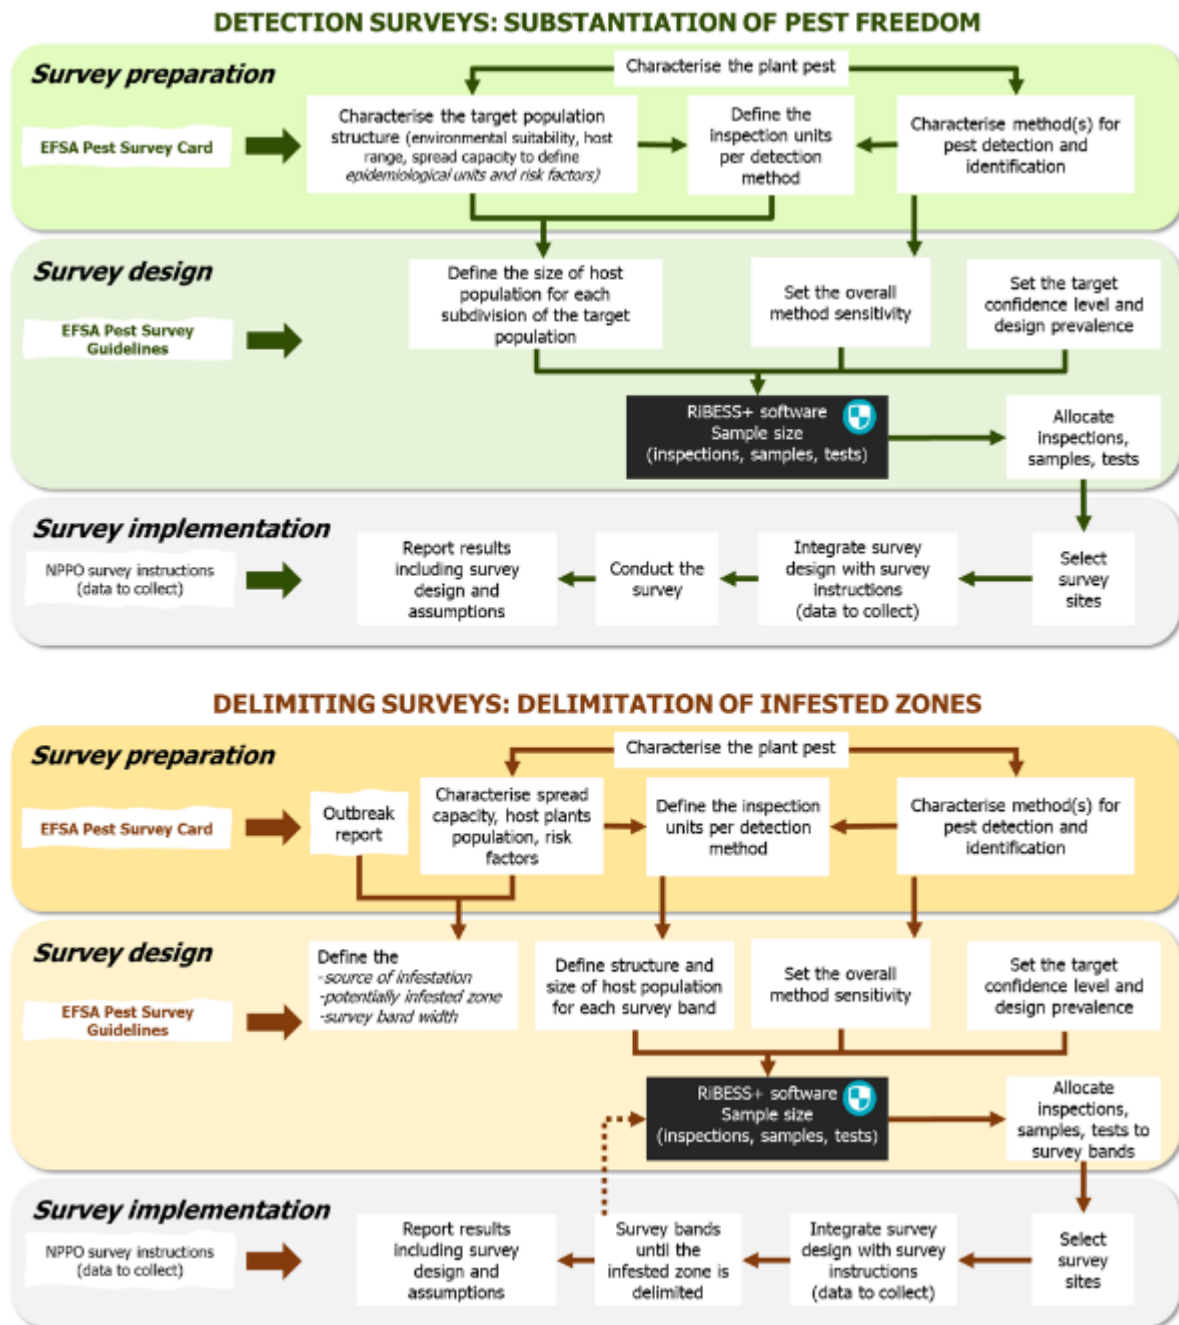 DETECTION SURVEYS: SUBSTANTIATION OF PEST FREEDOM
Survey preparation
Characterise the plant pest
EFSA Pest Survey Card
Characterise the target population
structure (environmental suitability, host
range, spread capacity to define
epidemiological units and risk factors)
Define the
inspection units
per detection
method
Characterise method(s) for
pest detection and
identification
Survey design
EFSA Pest Survey
Guidelines
Define the size of host
population for each
subdivision of the target
population
Set the overall
method sensitivity
Set the target
confidence level and
design prevalence
RiBESS+ software
Sample size
(inspections, samples, tests)
Allocate
inspections,
samples, tests
Survey implementation
NPPO survey instructions
(data to collect)
Report results
including survey
design and
assumptions
Conduct the
survey
Integrate survey
design with survey
instructions
(data to collect)
Select
survey
sites
DELIMITING SURVEYS: DELIMITATION OF INFESTED ZONES
Survey preparation
Characterise the plant pest
EFSA Pest Survey Card
Outbreak
report
Characterise spread
capacity, host plants
population, risk
factors
Define the inspection
units per detection
method
Characterise method(s) for
pest detection and
identification
Survey design
EFSA Pest Survey
Guidelines
Define the
-source of infestation
-potentially infested zone
-survey band width
Define structure and
size of host population
for each survey band
Set the overall
method sensitivity
Set the target
confidence level and
design prevalence
RiBESS+ software
Sample size
(inspections, samples, tests)
Allocate
inspections,
samples, tests to
survey bands
Survey implementation
NPPO survey instructions
(data to collect)
Report results
including survey
design and
assumptions
Survey bands
until the
infested zone is
delimited
Integrate survey
design with survey
instructions
(data to collect)
Select
survey
sites